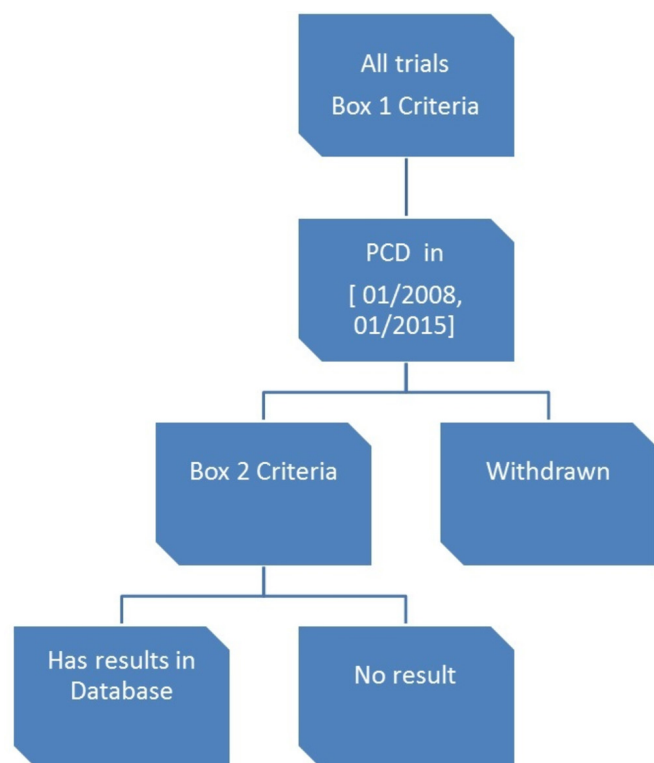 All trials
Box 1 Criteria
PCD in
[ 01/2008,
01/2015]
Box 2 Criteria
Withdrawn
Has results in
Database
No result